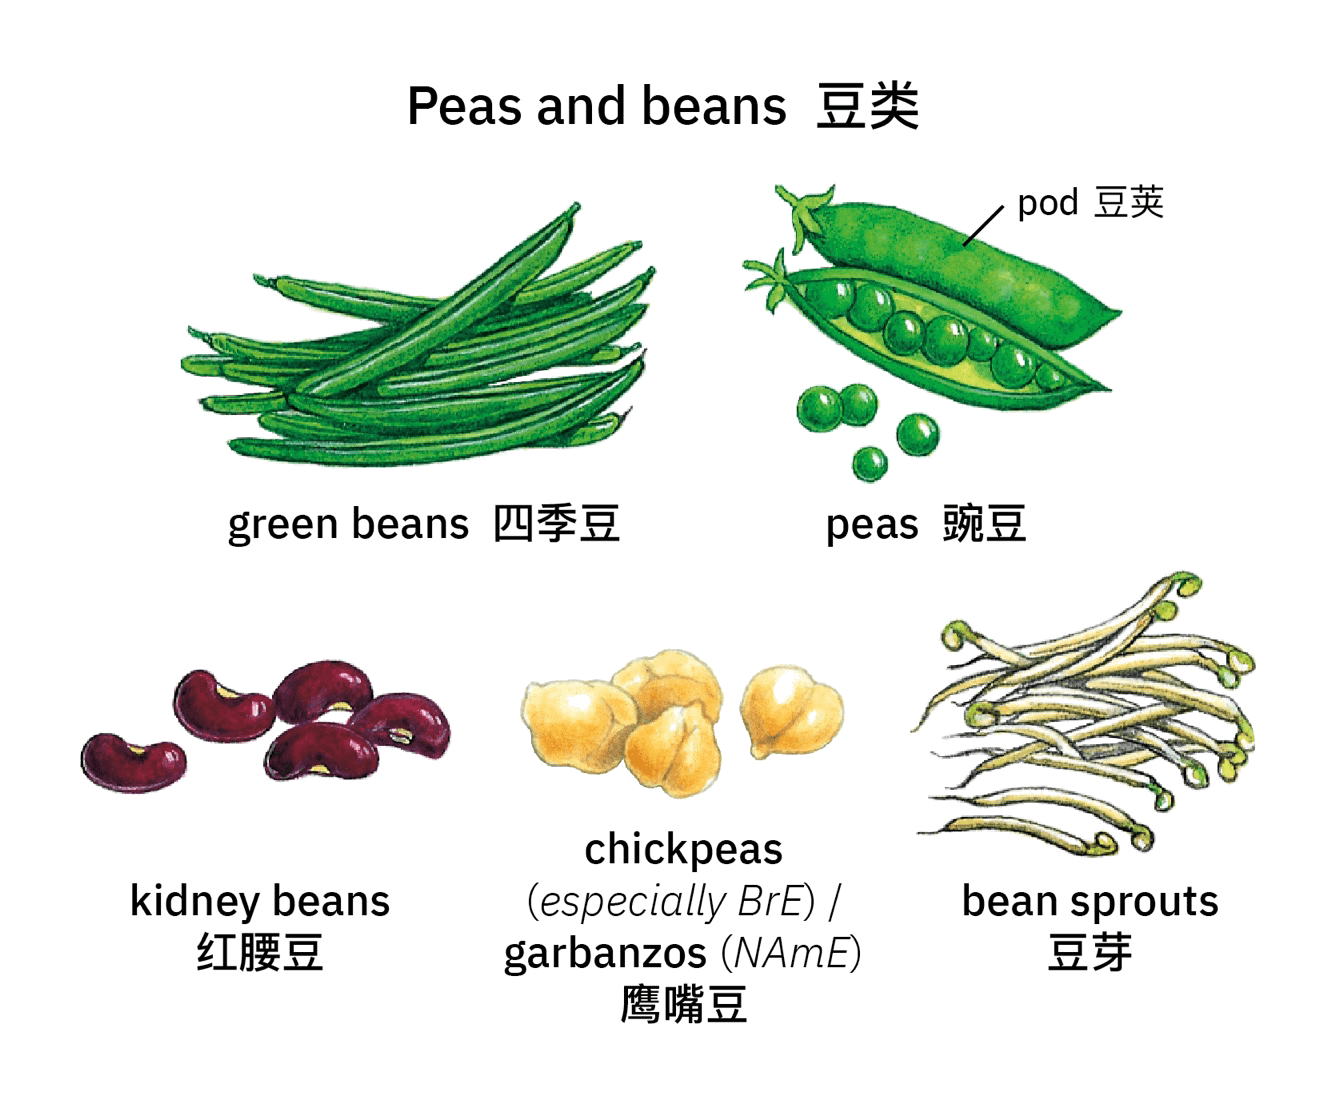 Peas and beans 豆类
pod 豆荚
green beans 四季豆
peas 豌豆
kidney beans
红腰豆
chickpeas
(especially BrE) /
garbanzos (NAmE)
鹰嘴豆
bean sprouts
豆芽